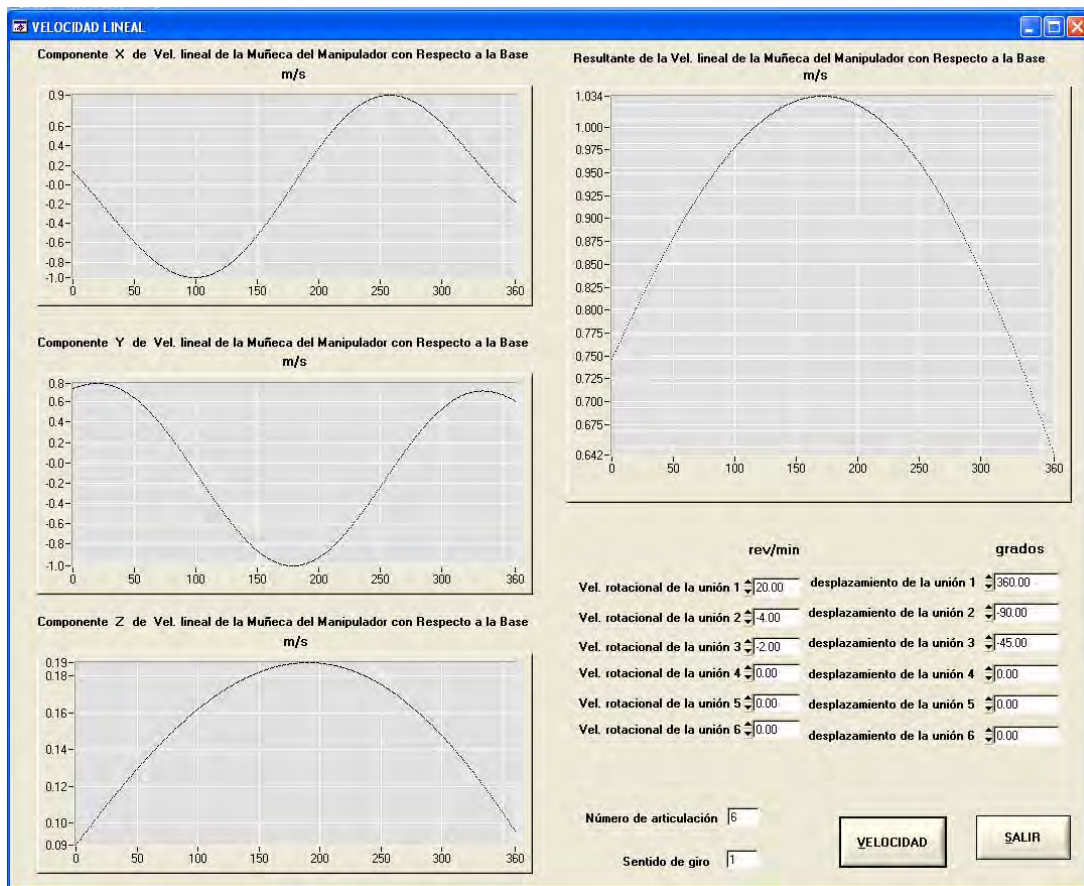 VELOCIDAD LINEAL
Componente X de Vel. lineal de la Muñeca del Manipulador con Respecto a la Base
m/s
0.9
0.6
0.4
0.2
-0.0
-0.2
-0.4
-0.6
-0.8
-1.0
0 50 100 150 200 250 300 360
Componente Y de Vel. lineal de la Muñeca del Manipulador con Respecto a la Base
m/s
0.8
0.6
0.4
0.2
-0.0
-0.2
-0.4
-0.6
-0.8
-1.0
0 50 100 150 200 250 300 360
Componente Z de Vel. lineal de la Muñeca del Manipulador con Respecto a la Base
m/s
0.19
0.18
0.16
0.14
0.12
0.10
0.09
0 50 100 150 200 250 300 360
Resultante de la Vel. lineal de la Muñeca del Manipulador con Respecto a la Base
m/s
1.034
1.000
0.975
0.950
0.925
0.900
0.875
0.850
0.825
0.800
0.775
0.750
0.725
0.700
0.675
0.642
0 50 100 150 200 250 300 360
rev/min grados
Vel. rotacional de la unión 1 20.00 desplazamiento de la unión 1 360.00
Vel. rotacional de la unión 2 -4.00 desplazamiento de la unión 2 -90.00
Vel. rotacional de la unión 3 -2.00 desplazamiento de la unión 3 -45.00
Vel. rotacional de la unión 4 0.00 desplazamiento de la unión 4 0.00
Vel. rotacional de la unión 5 0.00 desplazamiento de la unión 5 0.00
Vel. rotacional de la unión 6 0.00 desplazamiento de la unión 6 0.00
Número de articulación 6
Sentido de giro 1
VELOCIDAD
SALIR